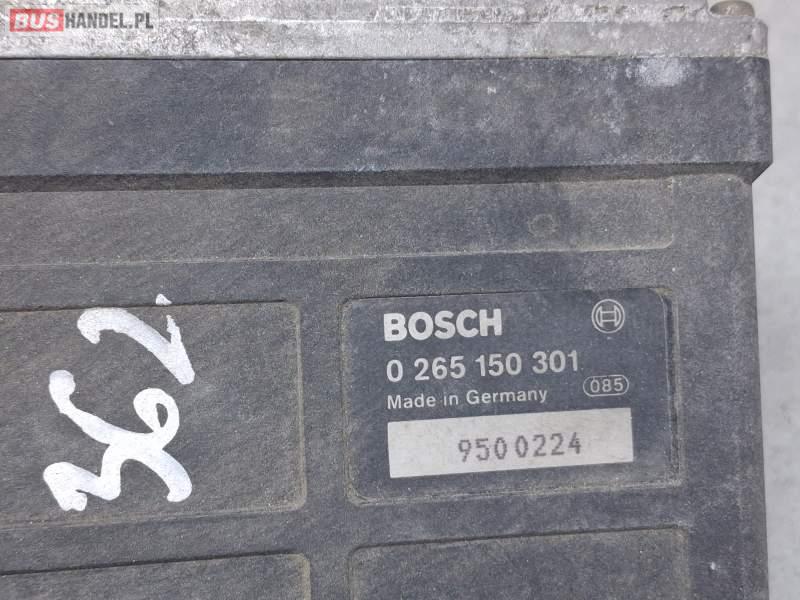 BUSHANDEL.PL
BOSCH
0 265 150 301
Made in Germany
085
9500224
362